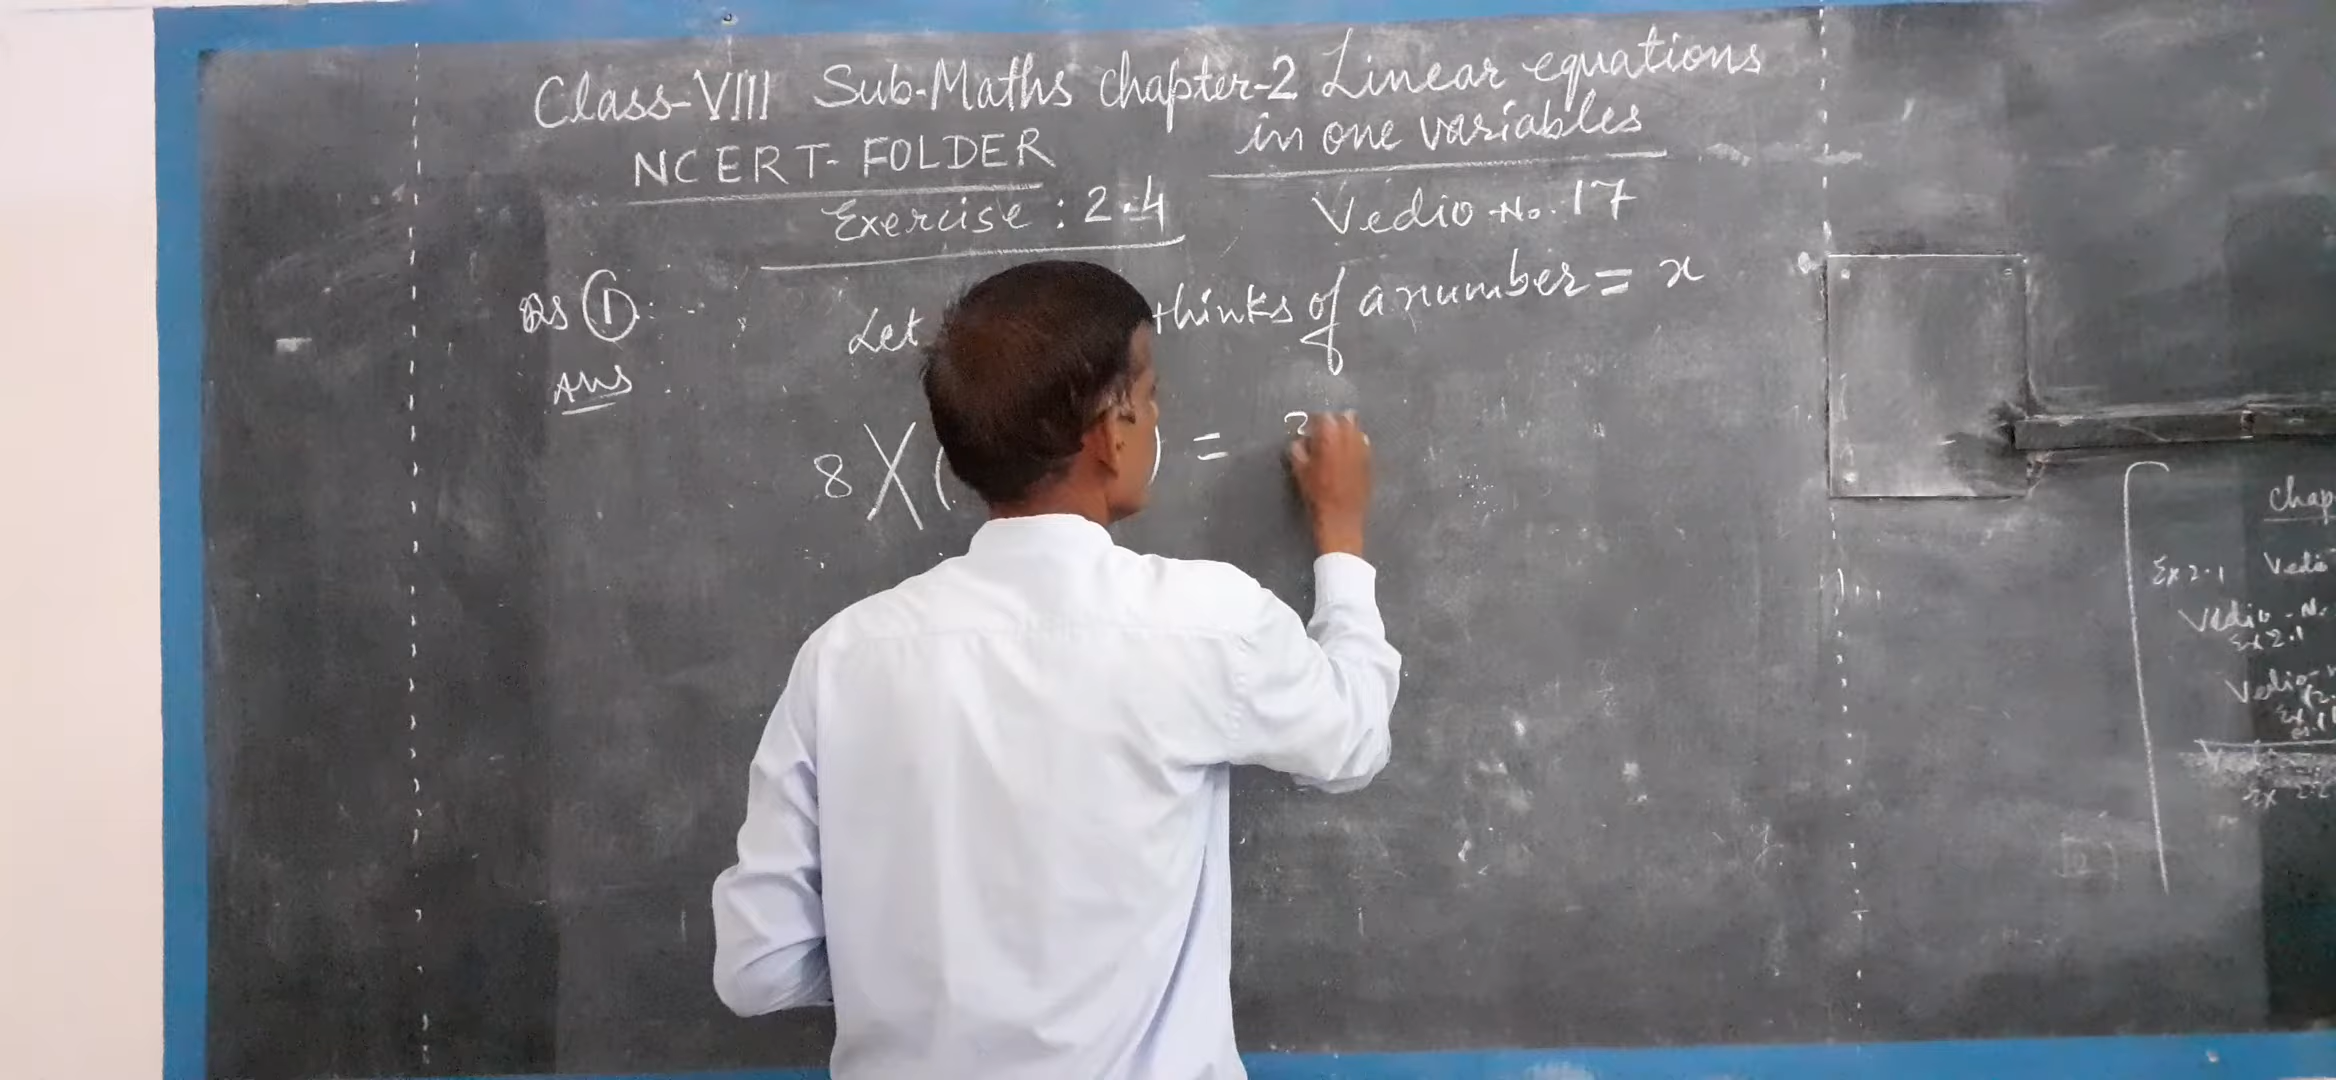 Class-VIII Sub-Maths Chapter-2 Linear equations
in one variables
NCERT-FOLDER
Exercise : 2.4
Vedio No. 17
Qs 1
Let thinks of a number = x
Ans
8 X ( ) =
Chap
Ex 2.1 Vedi
Vedio - N.
Ex 2.1
Vedio
Ex 2.2